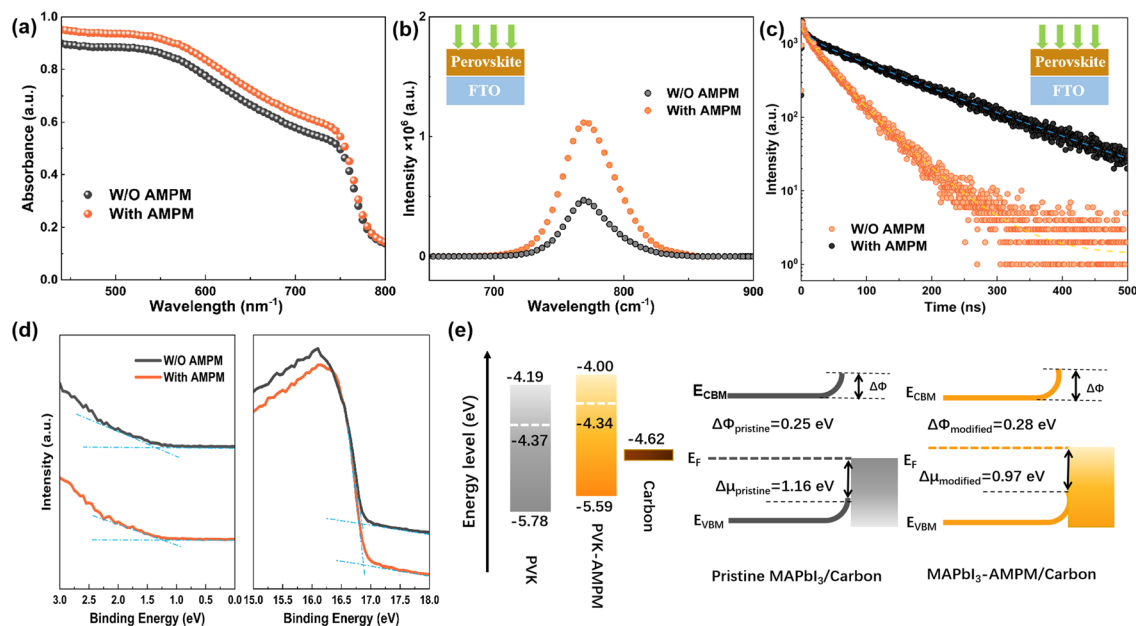 (a)
1.0
0.8
0.6
0.4
0.2
0.0
Absorbance (a.u.)
W/O AMPM
With AMPM
500
600
700
800
Wavelength (nm⁻¹)
(b)
2
1
0
Intensity ×10⁶ (a.u.)
Perovskite
FTO
W/O AMPM
With AMPM
700
800
900
Wavelength (cm⁻¹)
(c)
10³
10²
10¹
10⁰
Intensity (a.u.)
Perovskite
FTO
W/O AMPM
With AMPM
0
100
200
300
400
500
Time (ns)
(d)
Intensity (a.u.)
W/O AMPM
With AMPM
3.0
2.5
2.0
1.5
1.0
0.5
0.0
Binding Energy (eV)
15.0
15.5
16.0
16.5
17.0
17.5
18.0
Binding Energy (eV)
(e)
Energy level (eV)
-4.19
-4.37
-5.78
PVK
-4.00
-4.34
-5.59
PVK-AMPM
-4.62
Carbon
E_CBM
ΔΦ
ΔΦ_pristine=0.25 eV
E_F
Δμ_pristine=1.16 eV
E_VBM
Pristine MAPbI₃/Carbon
E_CBM
ΔΦ
ΔΦ_modified=0.28 eV
E_F
Δμ_modified=0.97 eV
E_VBM
MAPbI₃-AMPM/Carbon